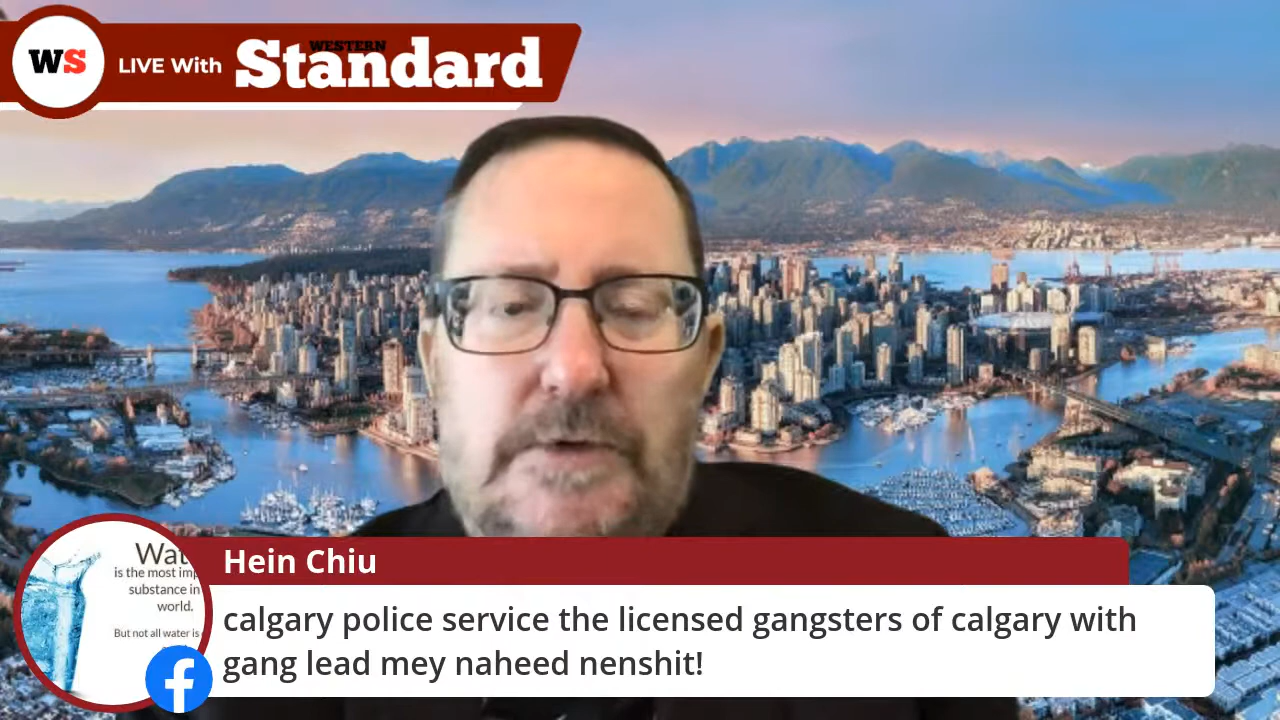 WS
LIVE With
WESTERN
Standard
Wat
is the most imp
substance in
world.
But not all water is
Hein Chiu
calgary police service the licensed gangsters of calgary with
gang lead mey naheed nenshit!